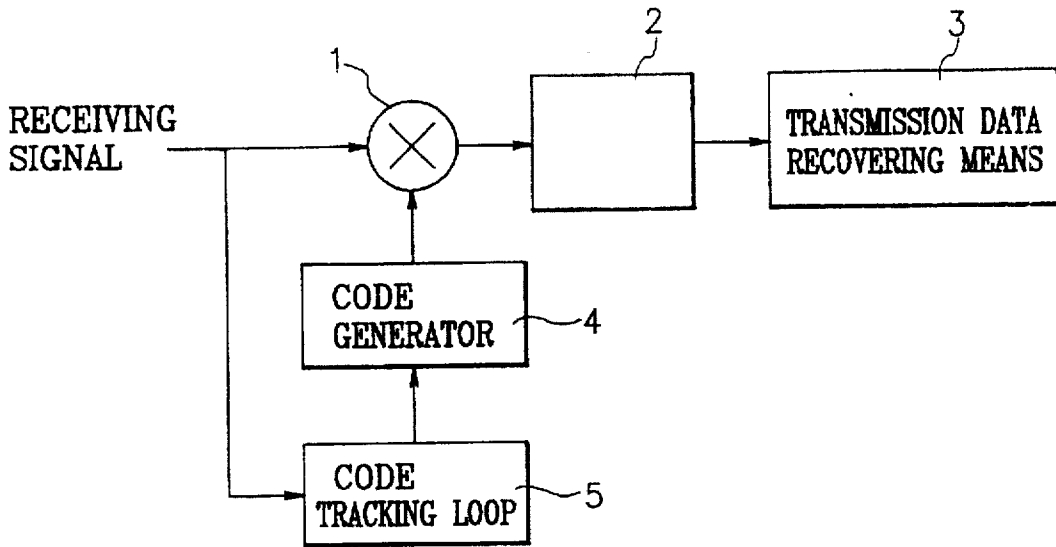 1
2
3
RECEIVING
SIGNAL
TRANSMISSION DATA
RECOVERING MEANS
CODE
GENERATOR
4
CODE
TRACKING LOOP
5